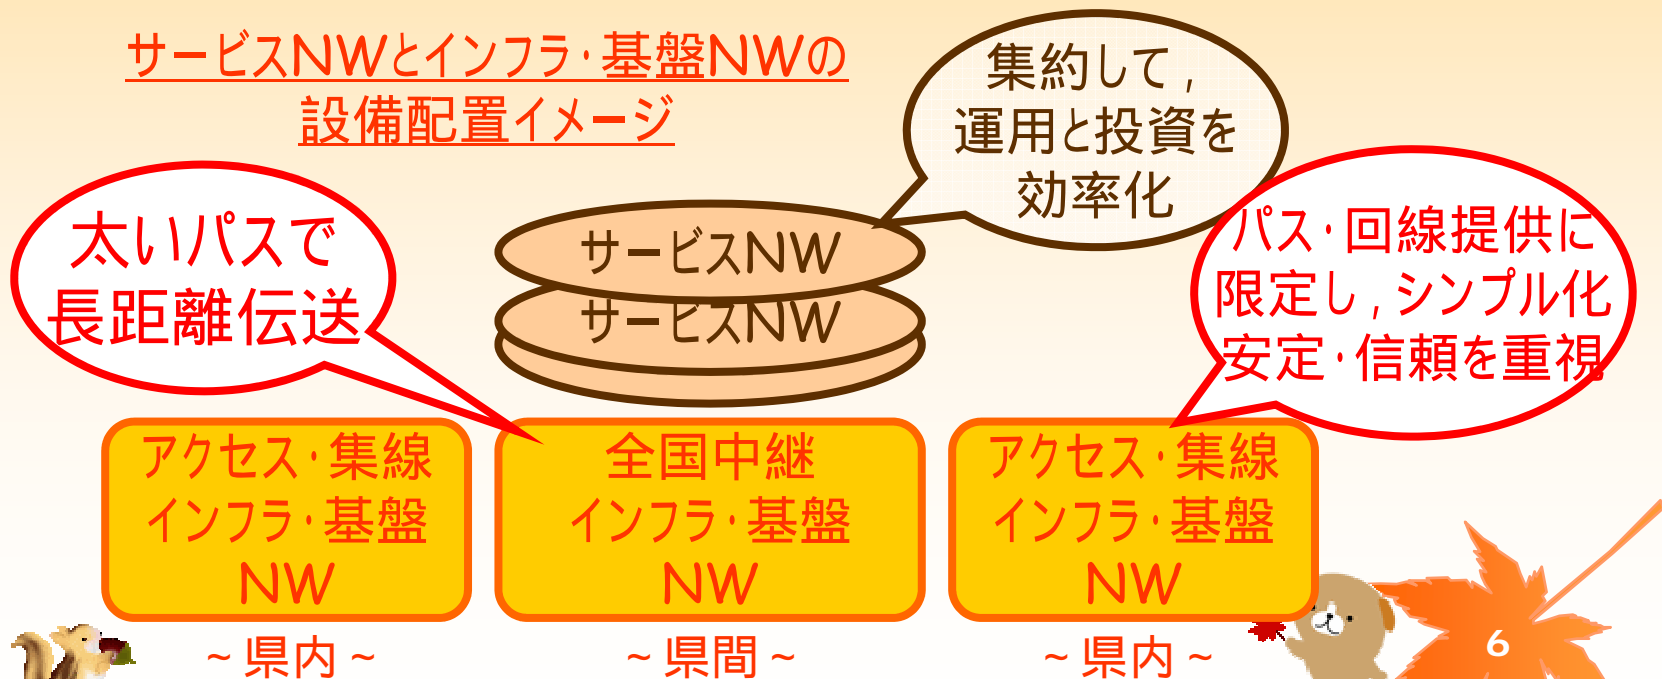 サービスNWとインフラ・基盤NWの
設備配置イメージ
集約して,
運用と投資を
効率化
太いパスで
長距離伝送
サービスNW
サービスNW
パス・回線提供に
限定し,シンプル化
安定・信頼を重視
アクセス・集線
インフラ・基盤
NW
全国中継
インフラ・基盤
NW
アクセス・集線
インフラ・基盤
NW
~県内~
~県間~
~県内~
6